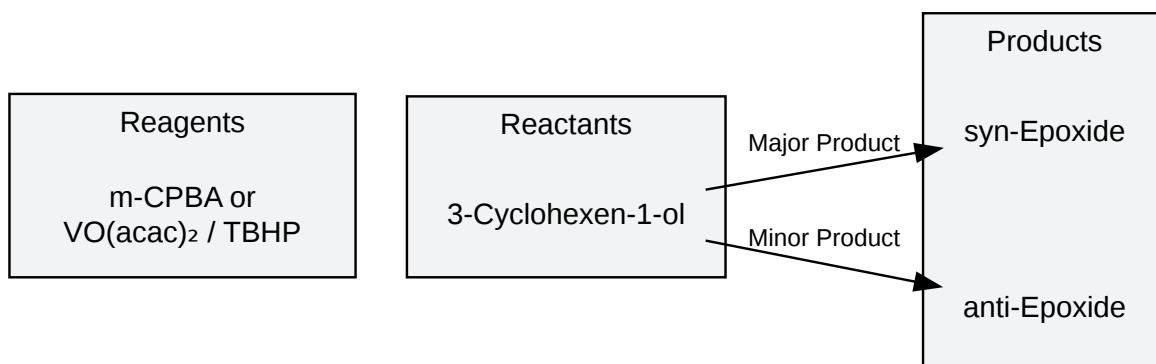 Reagents
m-CPBA or
VO(acac)₂ / TBHP
Reactants
3-Cyclohexen-1-ol
Major Product
Minor Product
Products
syn-Epoxide
anti-Epoxide